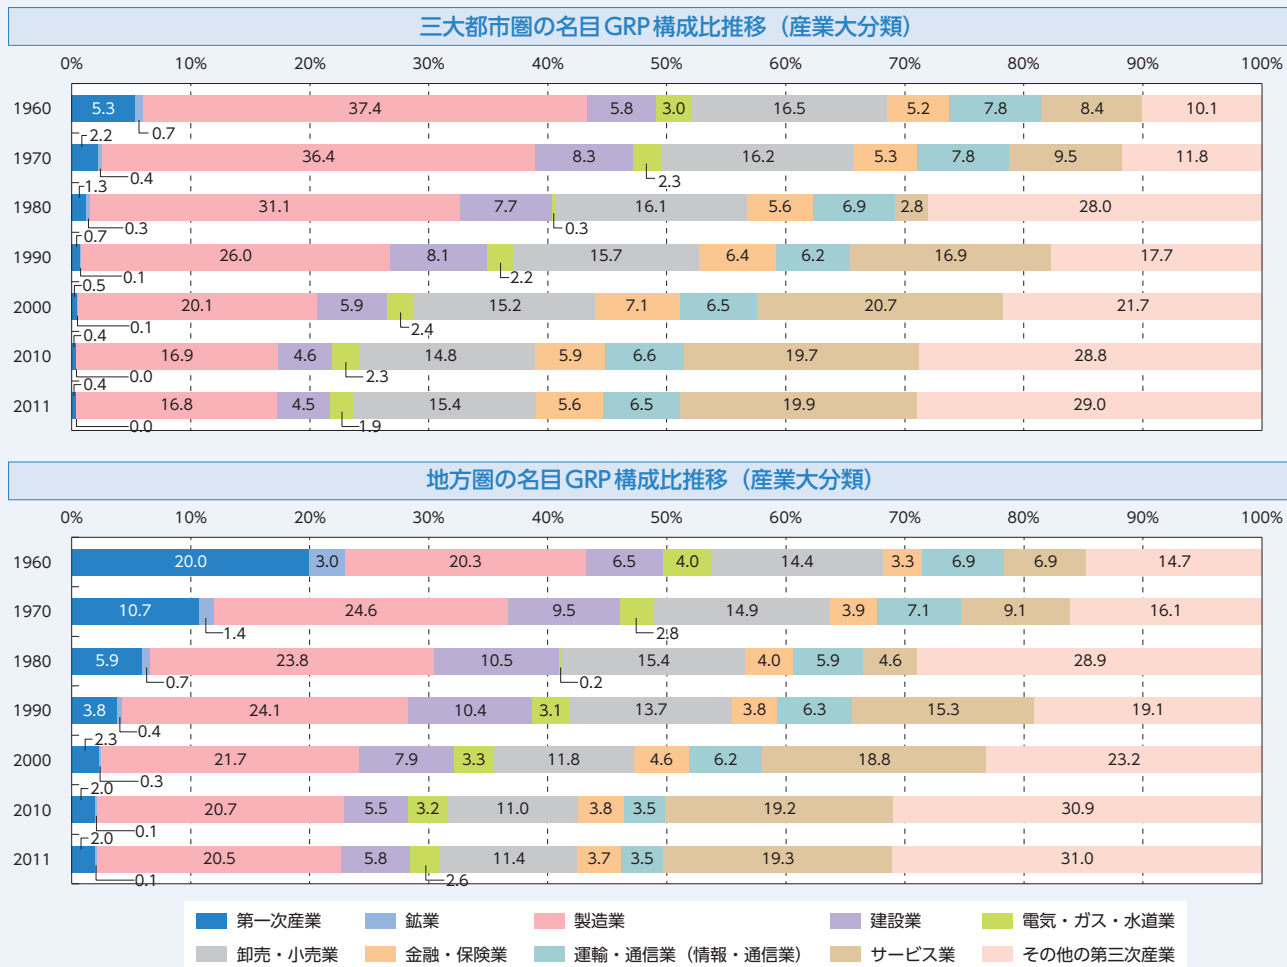 三大都市圏の名目GRP構成比推移（産業大分類）
0% 10% 20% 30% 40% 50% 60% 70% 80% 90% 100%
1960 5.3 0.7 37.4 5.8 3.0 16.5 5.2 7.8 8.4 10.1
1970 2.2 0.4 36.4 8.3 2.3 16.2 5.3 7.8 9.5 11.8
1980 1.3 0.3 31.1 7.7 0.3 16.1 5.6 6.9 2.8 28.0
1990 0.7 0.1 26.0 8.1 2.2 15.7 6.4 6.2 16.9 17.7
2000 0.5 0.1 20.1 5.9 2.4 15.2 7.1 6.5 20.7 21.7
2010 0.4 0.0 16.9 4.6 2.3 14.8 5.9 6.6 19.7 28.8
2011 0.4 0.0 16.8 4.5 1.9 15.4 5.6 6.5 19.9 29.0
地方圏の名目GRP構成比推移（産業大分類）
0% 10% 20% 30% 40% 50% 60% 70% 80% 90% 100%
1960 20.0 3.0 20.3 6.5 4.0 14.4 3.3 6.9 6.9 14.7
1970 10.7 1.4 24.6 9.5 2.8 14.9 3.9 7.1 9.1 16.1
1980 5.9 0.7 23.8 10.5 0.2 15.4 4.0 5.9 4.6 28.9
1990 3.8 0.4 24.1 10.4 3.1 13.7 3.8 6.3 15.3 19.1
2000 2.3 0.3 21.7 7.9 3.3 11.8 4.6 6.2 18.8 23.2
2010 2.0 0.1 20.7 5.5 3.2 11.0 3.8 3.5 19.2 30.9
2011 2.0 0.1 20.5 5.8 2.6 11.4 3.7 3.5 19.3 31.0
第一次産業 鉱業 製造業 建設業 電気・ガス・水道業
卸売・小売業 金融・保険業 運輸・通信業（情報・通信業） サービス業 その他の第三次産業